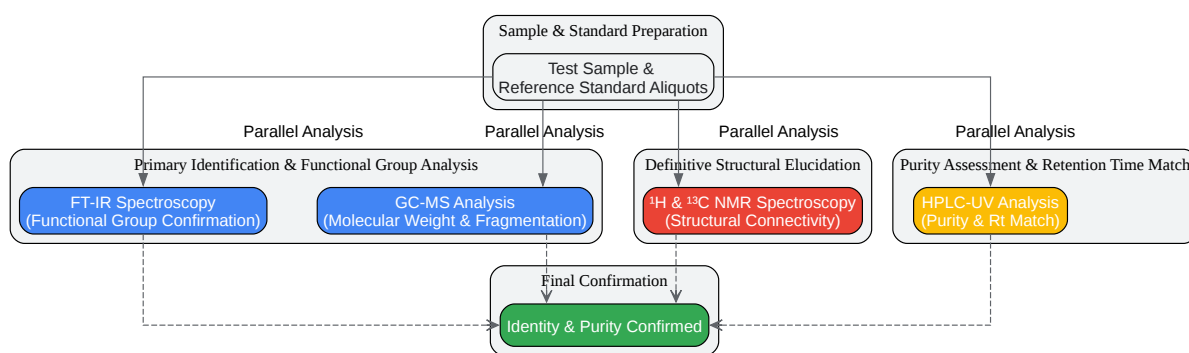 Sample & Standard Preparation
Test Sample &
Reference Standard Aliquots
Parallel Analysis
Parallel Analysis
Parallel Analysis
Parallel Analysis
Primary Identification & Functional Group Analysis
FT-IR Spectroscopy
(Functional Group Confirmation)
GC-MS Analysis
(Molecular Weight & Fragmentation)
Definitive Structural Elucidation
¹H & ¹³C NMR Spectroscopy
(Structural Connectivity)
Purity Assessment & Retention Time Match
HPLC-UV Analysis
(Purity & Rt Match)
Final Confirmation
Identity & Purity Confirmed